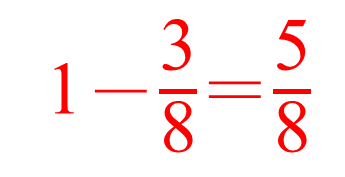 1 − 3/8 = 5/8